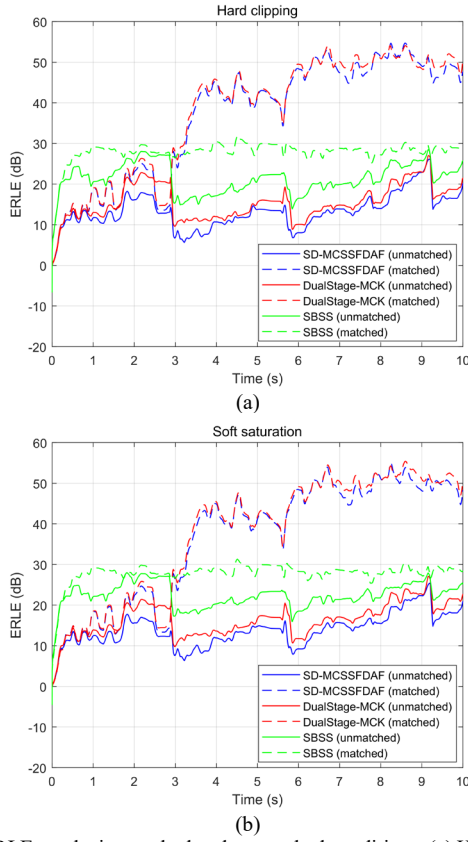 Hard clipping
60
50
40
30
20
10
0
-10
-20
ERLE (dB)
SD-MCSSFDAF (unmatched)
SD-MCSSFDAF (matched)
DualStage-MCK (unmatched)
DualStage-MCK (matched)
SBSS (unmatched)
SBSS (matched)
0 1 2 3 4 5 6 7 8 9 10
Time (s)
(a)
Soft saturation
60
50
40
30
20
10
0
-10
-20
ERLE (dB)
SD-MCSSFDAF (unmatched)
SD-MCSSFDAF (matched)
DualStage-MCK (unmatched)
DualStage-MCK (matched)
SBSS (unmatched)
SBSS (matched)
0 1 2 3 4 5 6 7 8 9 10
Time (s)
(b)